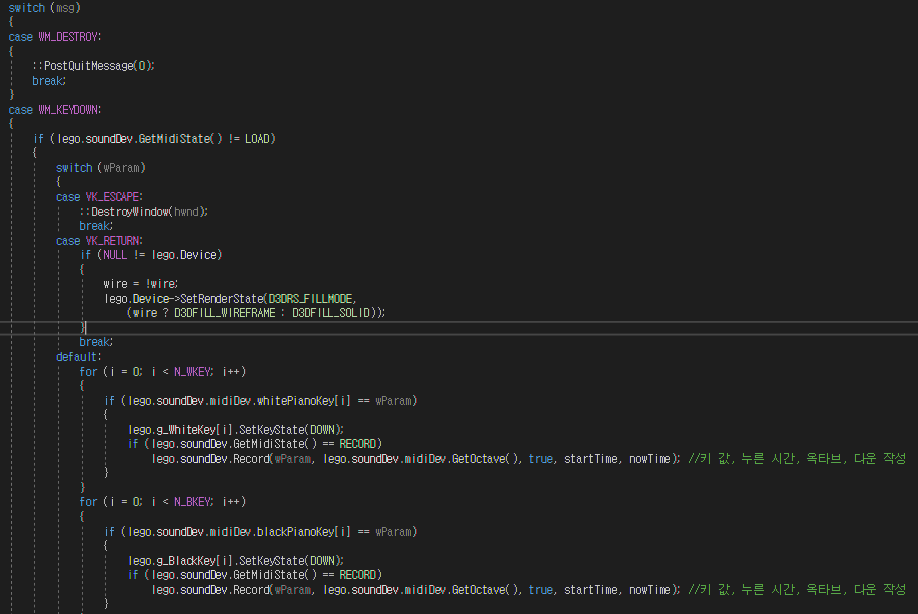 switch (msg)
{
case WM_DESTROY:
{
    ::PostQuitMessage(0);
    break;
}
case WM_KEYDOWN:
{
    if (lego.soundDev.GetMidiState() != LOAD)
    {
        switch (wParam)
        {
        case VK_ESCAPE:
            ::DestroyWindow(hwnd);
            break;
        case VK_RETURN:
            if (NULL != lego.Device)
            {
                wire = !wire;
                lego.Device->SetRenderState(D3DRS_FILLMODE,
                    (wire ? D3DFILL_WIREFRAME : D3DFILL_SOLID));
            }
            break;
        default:
            for (i = 0; i < N_WKEY; i++)
            {
                if (lego.soundDev.midiDev.whitePianoKey[i] == wParam)
                {
                    lego.g_WhiteKey[i].SetKeyState(DOWN);
                    if (lego.soundDev.GetMidiState() == RECORD)
                        lego.soundDev.Record(wParam, lego.soundDev.midiDev.GetOctave(), true, startTime, nowTime); //키 값, 누른 시간, 옥타브, 다운 작성
                }
            }
            for (i = 0; i < N_BKEY; i++)
            {
                if (lego.soundDev.midiDev.blackPianoKey[i] == wParam)
                {
                    lego.g_BlackKey[i].SetKeyState(DOWN);
                    if (lego.soundDev.GetMidiState() == RECORD)
                        lego.soundDev.Record(wParam, lego.soundDev.midiDev.GetOctave(), true, startTime, nowTime); //키 값, 누른 시간, 옥타브, 다운 작성
                }